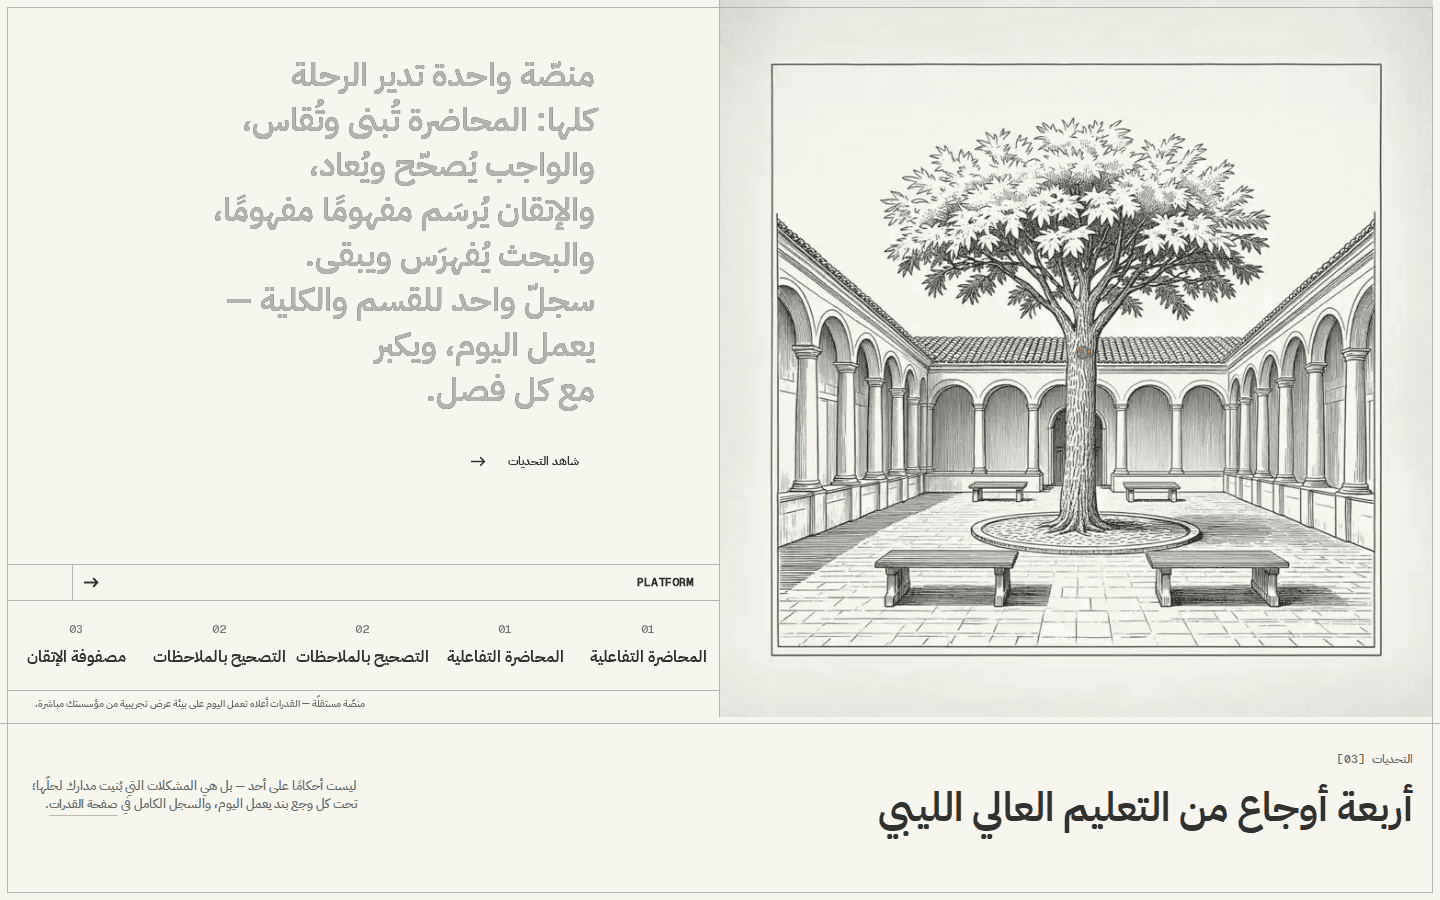 منصّة واحدة تدير الرحلة
كلها: المحاضرة تُبنى وتُقاس،
والواجب يُصحّح ويُعاد،
والإتقان يُرسَم مفهومًا مفهومًا،
والبحث يُفهرَس ويبقى.
سجلّ واحد للقسم والكلية —
يعمل اليوم، ويكبر
مع كل فصل.
شاهد التحديات →
PLATFORM →
01
المحاضرة التفاعلية
01
المحاضرة التفاعلية
02
التصحيح بالملاحظات
02
التصحيح بالملاحظات
03
مصفوفة الإتقان
منصّة مستقلّة — القدرات أعلاه تعمل اليوم على بيئة عرض تجريبية من مؤسستك مباشرة.
التحديات [03]
أربعة أوجاع من التعليم العالي الليبي
ليست أحكامًا على أحد — بل هي المشكلات التي بُنيت مدارك لحلّها؛
تحت كل وجع بند يعمل اليوم، والسجل الكامل في صفحة القدرات.